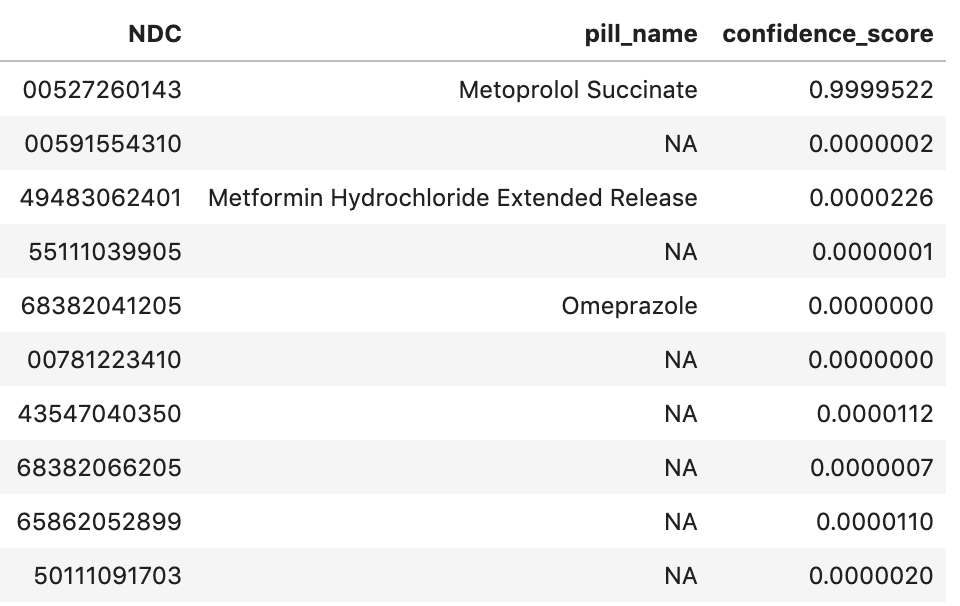 NDC pill_name confidence_score
00527260143 Metoprolol Succinate 0.9999522
00591554310 NA 0.0000002
49483062401 Metformin Hydrochloride Extended Release 0.0000226
55111039905 NA 0.0000001
68382041205 Omeprazole 0.0000000
00781223410 NA 0.0000000
43547040350 NA 0.0000112
68382066205 NA 0.0000007
65862052899 NA 0.0000110
50111091703 NA 0.0000020